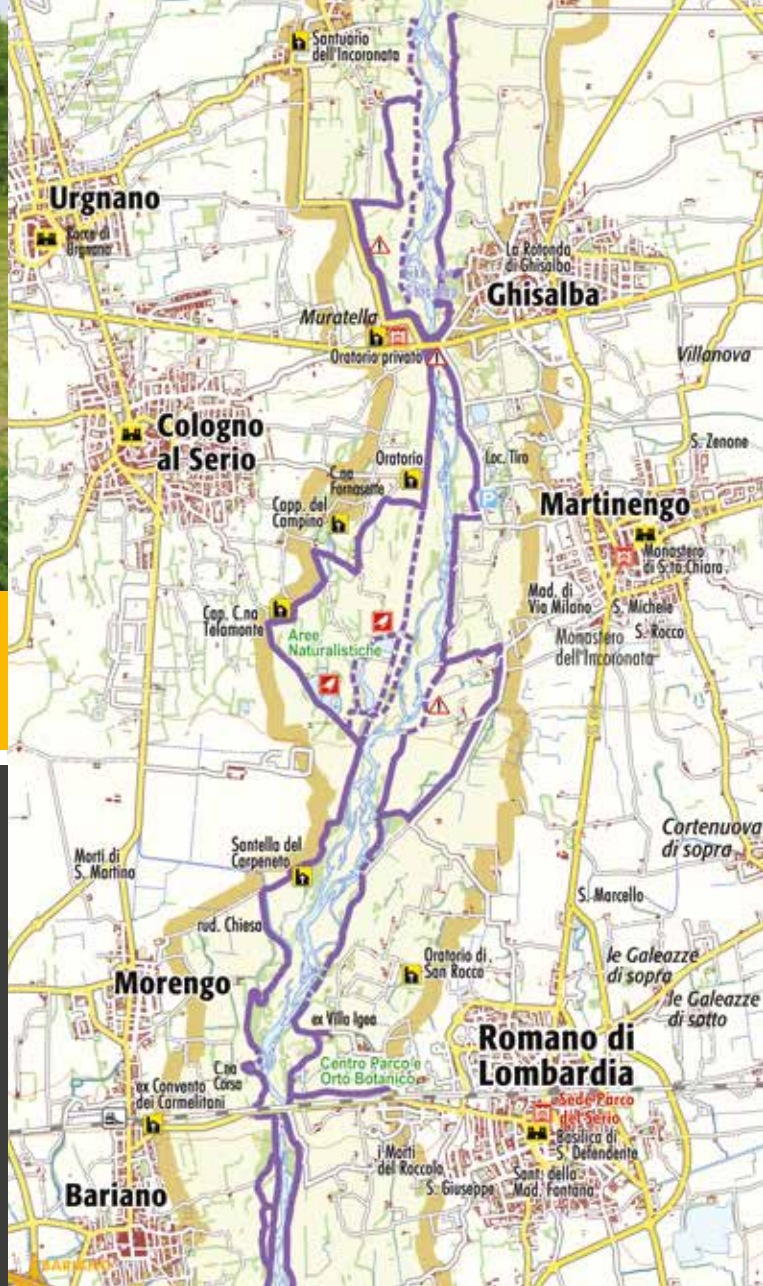 Santuario
dell'Incoronata
Urgnano
Rocca di
Urgnano
La Rotonda
di Ghisalba
Ghisalba
Muratella
Oratorio privato
Villanova
Cologno
al Serio
Oratorio
Loc. Tiro
S. Zenone
C.na
Fornasette
Capp. del
Campino
P
Martinengo
Monastero
di S.ta Chiara
Mad. di
Via Milano
S. Michele
S. Rocco
Monastero
dell'Incoronata
Cap. C.na
Telamonte
Aree
Naturalistiche
Cortenuova
di sopra
Morti di
S. Martino
Santella del
Carpeneto
S. Marcello
rud. Chiesa
Oratorio di
San Rocco
le Galeazze
di sopra
le Galeazze
di sotto
Morengo
ex Villa Igea
Romano di
Lombardia
C.na
Corsa
Centro Parco e
Orto Botanico
ex Convento
dei Carmelitani
Sede Parco
del Serio
Basilica di
S. Defendente
i Morti
del Roccolo
S. Giuseppe
Sant. della
Mad. Fontana
Bariano
BARIANO